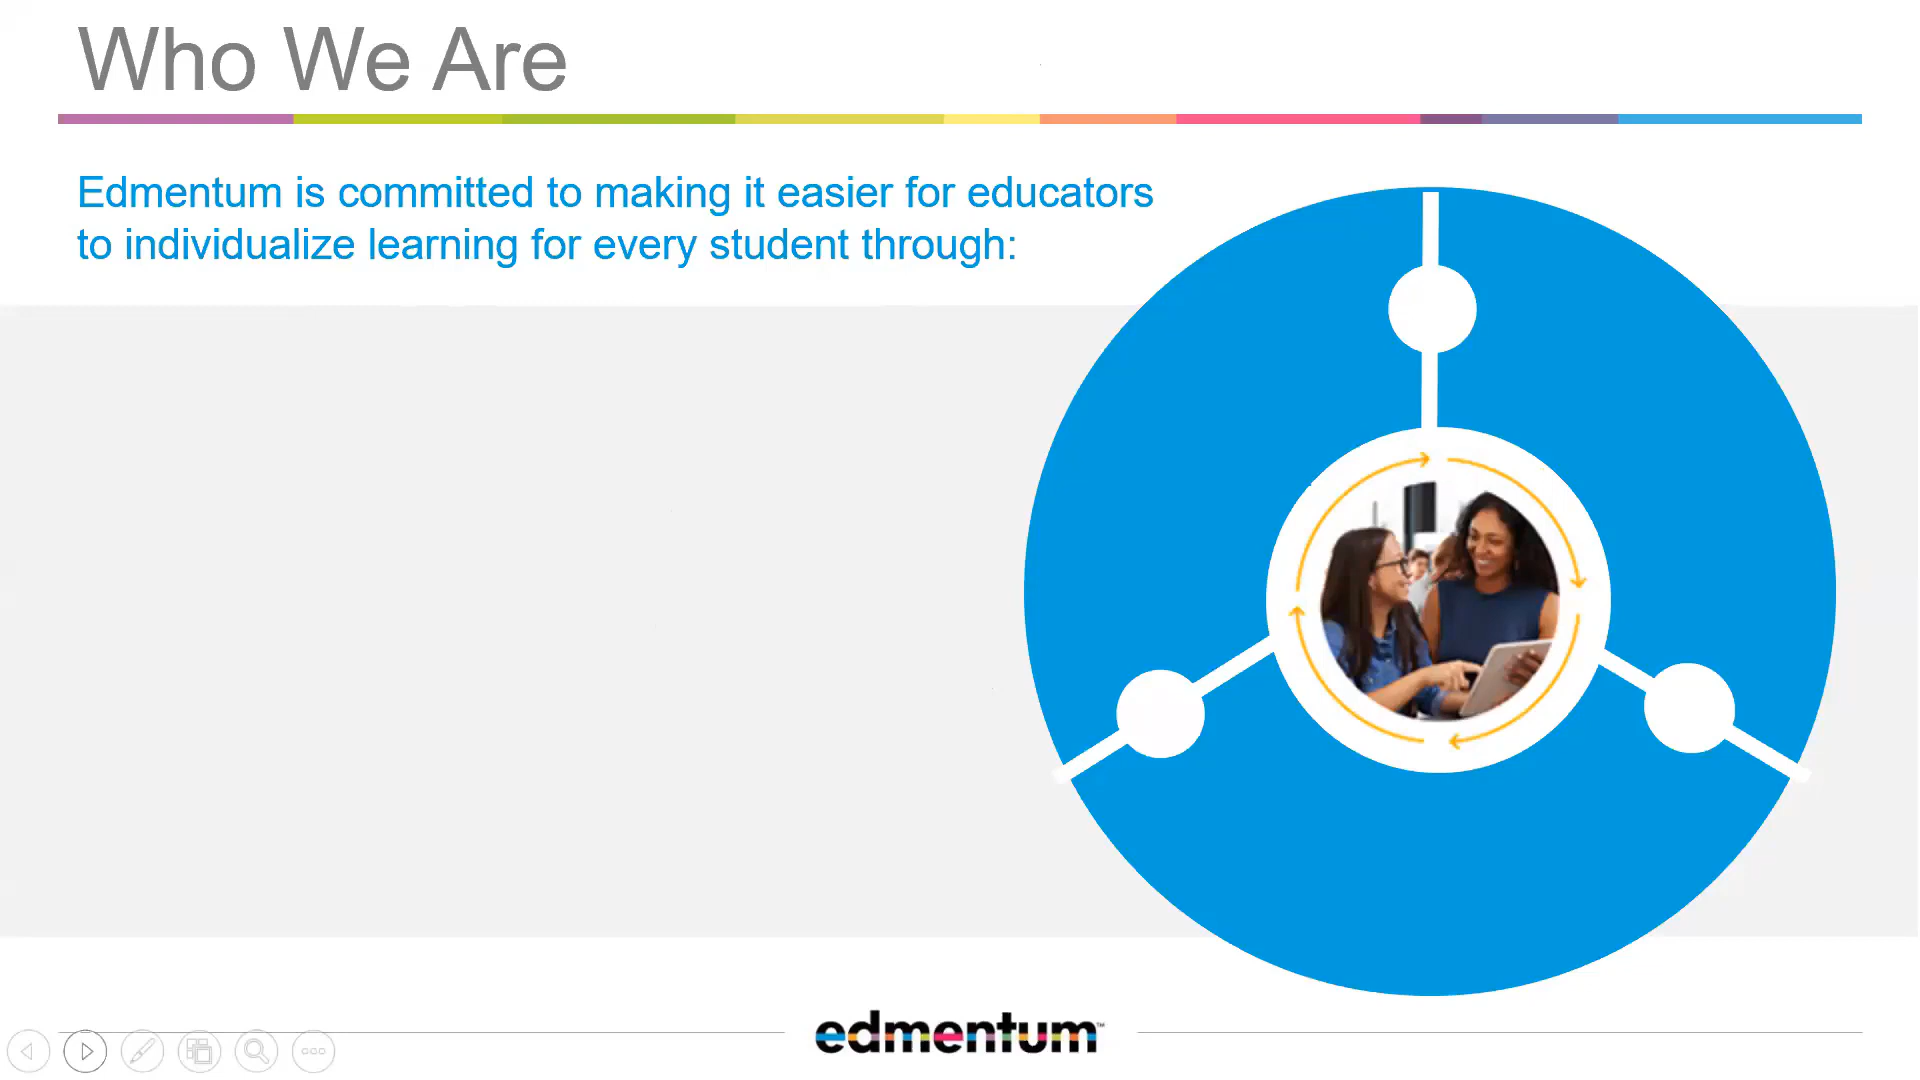 Who We Are
Edmentum is committed to making it easier for educators
to individualize learning for every student through:
edmentum™